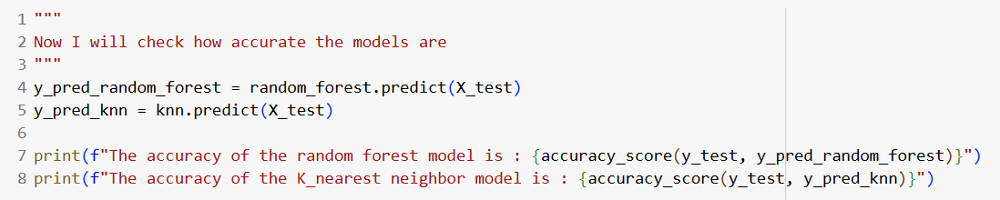 1 """
2 Now I will check how accurate the models are
3 """
4 y_pred_random_forest = random_forest.predict(X_test)
5 y_pred_knn = knn.predict(X_test)
6
7 print(f"The accuracy of the random forest model is : {accuracy_score(y_test, y_pred_random_forest)}")
8 print(f"The accuracy of the K_nearest neighbor model is : {accuracy_score(y_test, y_pred_knn)}")